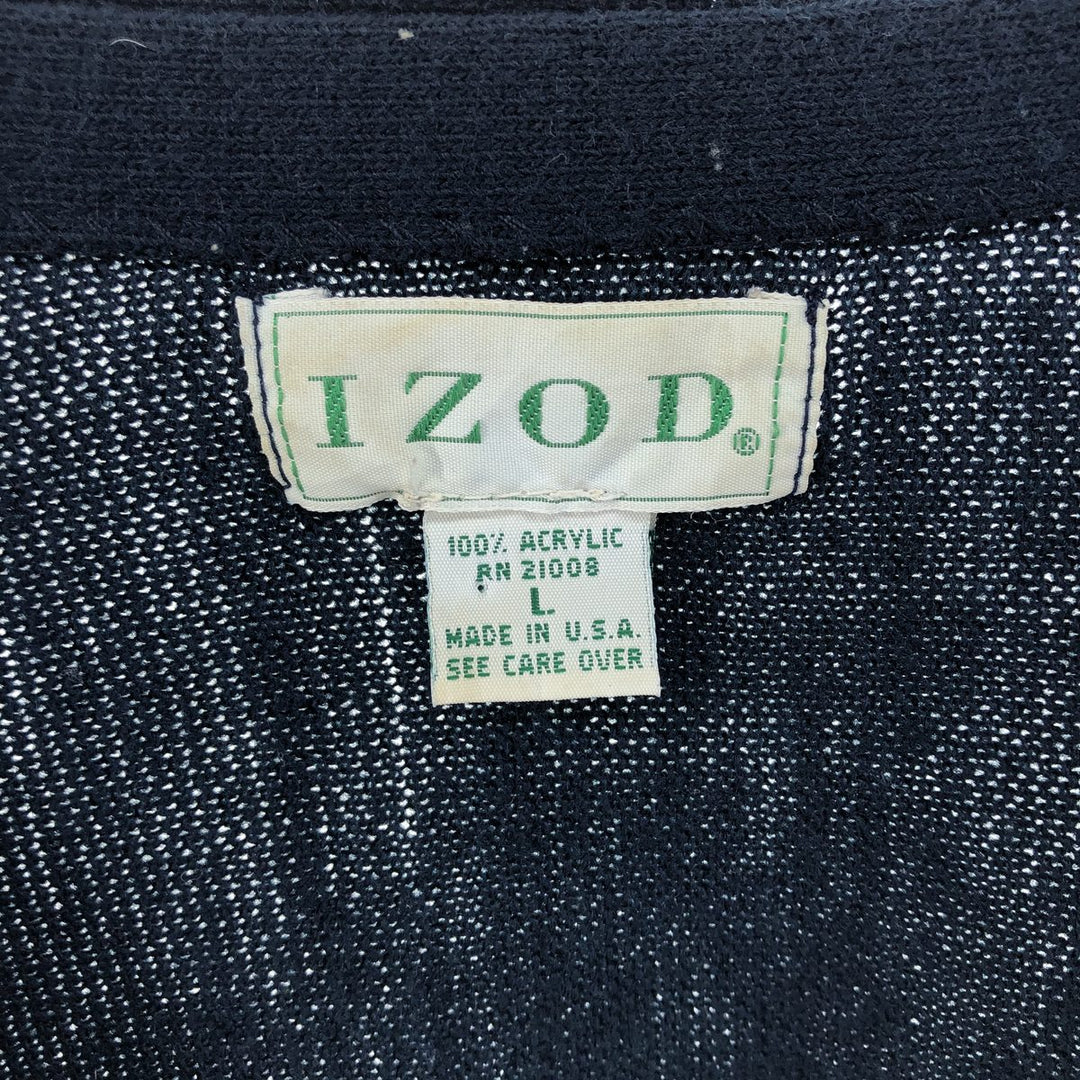 IZOD®
100% ACRYLIC
RN 21008
L
MADE IN U.S.A.
SEE CARE OVER